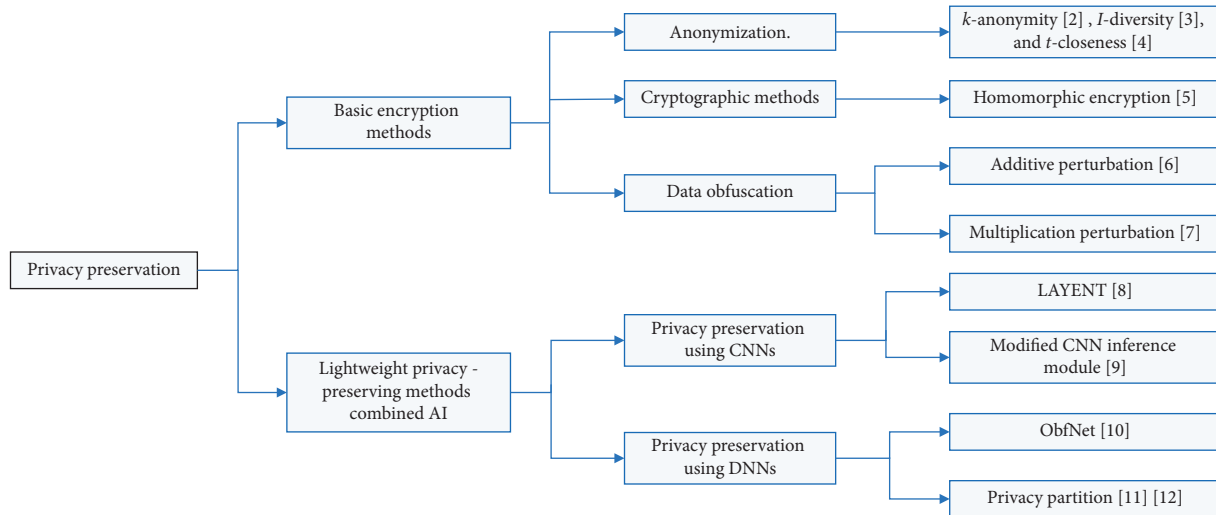 Privacy preservation
Basic encryption
methods
Lightweight privacy -
preserving methods
combined AI
Anonymization.
Cryptographic methods
Data obfuscation
Privacy preservation
using CNNs
Privacy preservation
using DNNs
k-anonymity [2] , I-diversity [3],
and t-closeness [4]
Homomorphic encryption [5]
Additive perturbation [6]
Multiplication perturbation [7]
LAYENT [8]
Modified CNN inference
module [9]
ObfNet [10]
Privacy partition [11] [12]